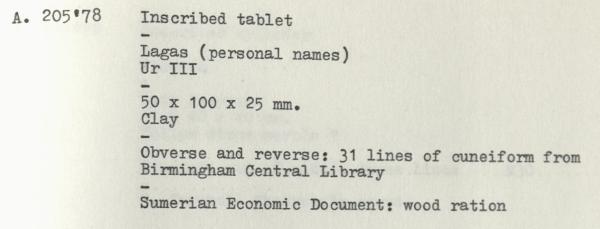 A. 205'78 Inscribed tablet
–
Lagas (personal names)
Ur III
–
50 x 100 x 25 mm.
Clay
–
Obverse and reverse: 31 lines of cuneiform from
Birmingham Central Library
–
Sumerian Economic Document: wood ration